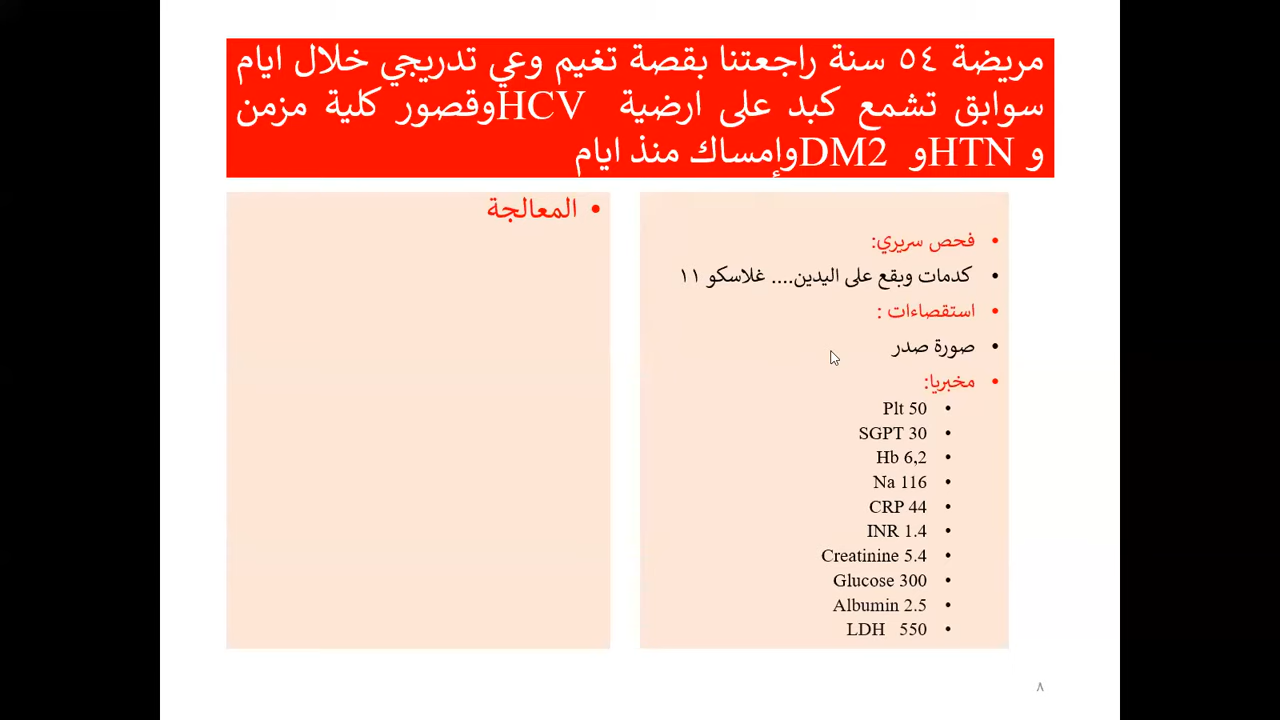 مريضة ٥٤ سنة راجعتنا بقصة تغيم وعي تدريجي خلال ايام
سوابق تشمع كبد على ارضية HCV وقصور كلية مزمن
و HTN و DM2 وإمساك منذ ايام
فحص سريري:
كدمات وبقع على اليدين.... غلاسكو ١١
استقصاءات :
صورة صدر
مخبريا:
Plt 50
SGPT 30
Hb 6,2
Na 116
CRP 44
INR 1.4
Creatinine 5.4
Glucose 300
Albumin 2.5
LDH 550
المعالجة
٨